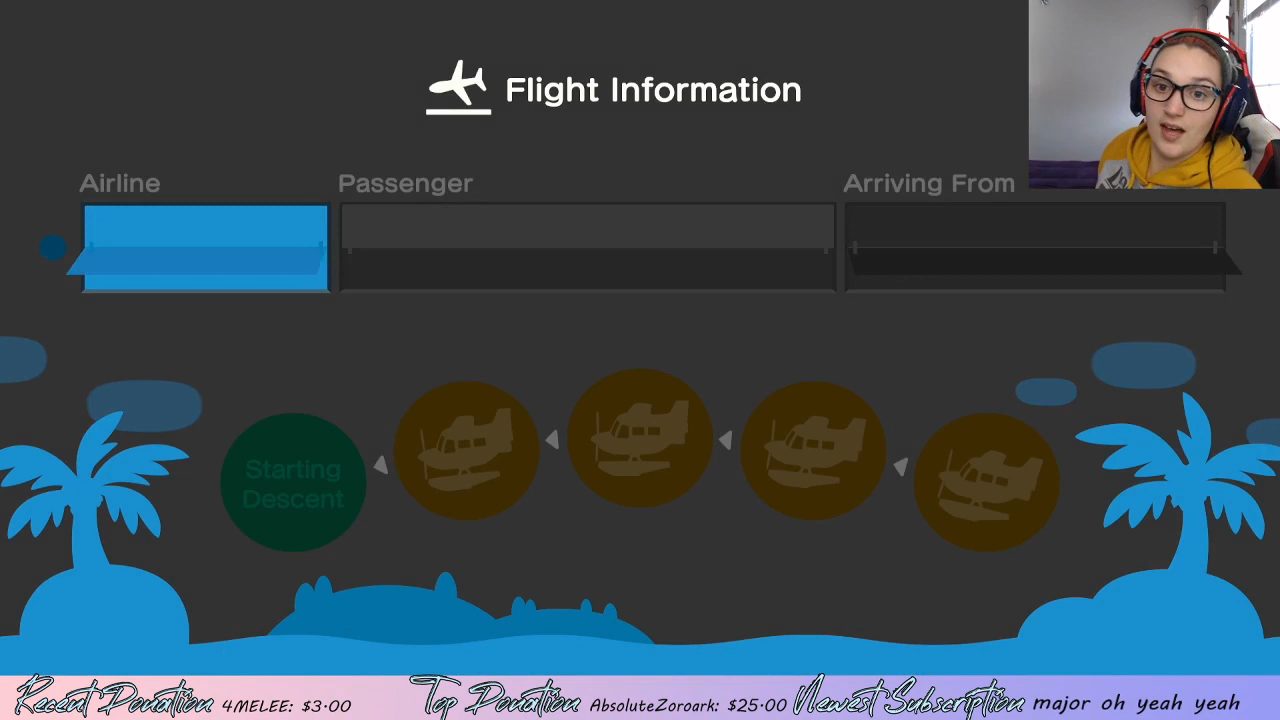 Flight Information
Airline
Passenger
Arriving From
Starting
Descent
Recent Donation 4MELEE: $3.00
Top Donation AbsoluteZoroark: $25.00
Newest Subscription major oh yeah yeah